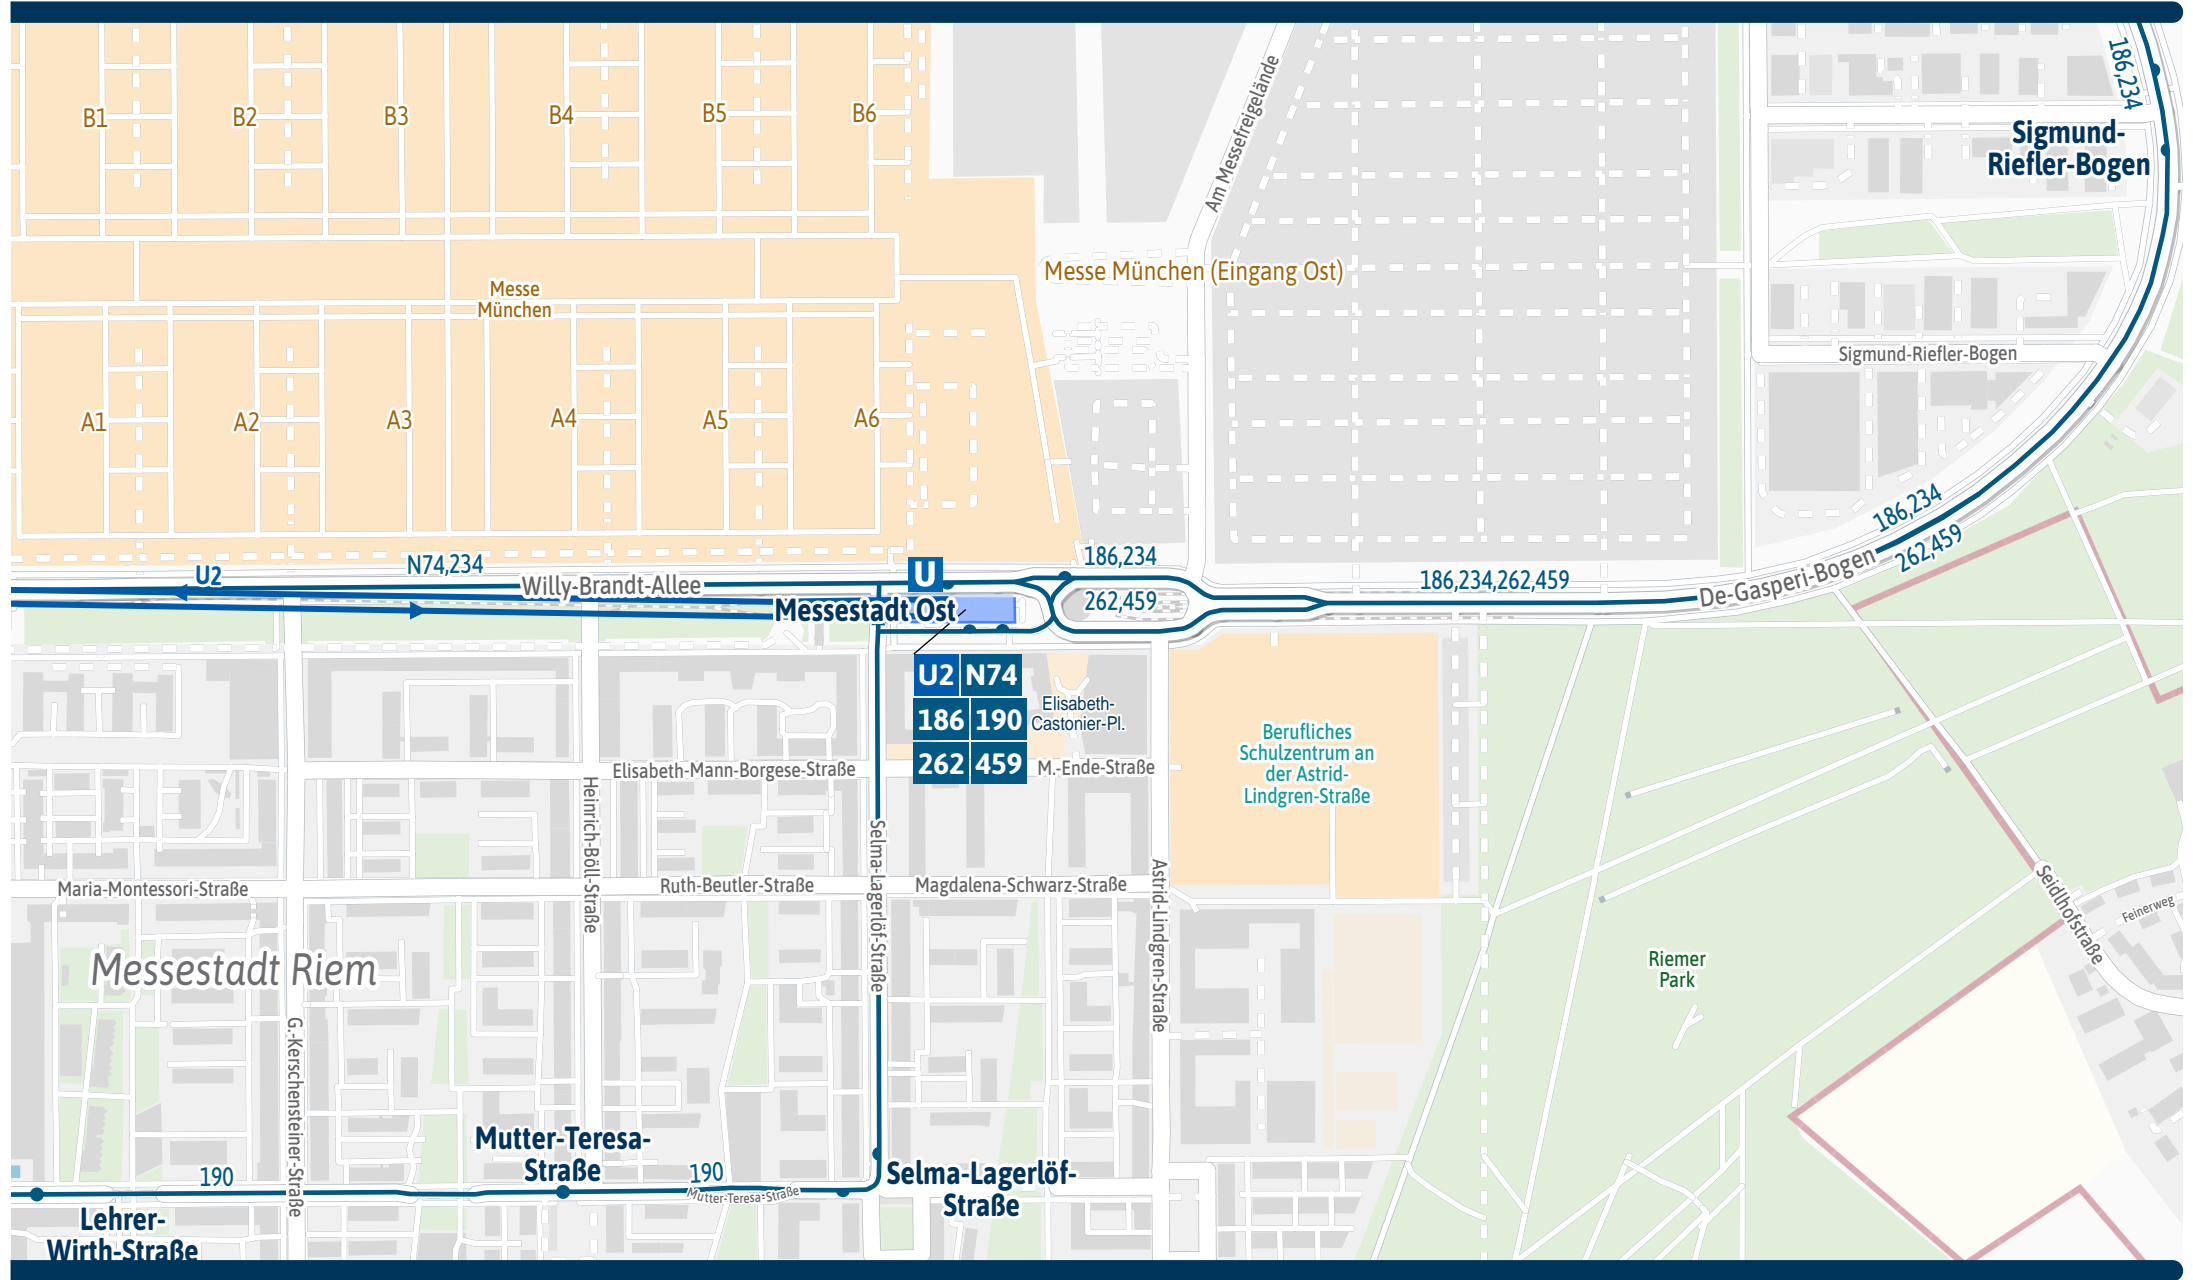 B1
B2
B3
B4
B5
B6
Am Messefreigelände
186,234
Sigmund-
Riefler-Bogen
Messe München (Eingang Ost)
Messe
München
Sigmund-Riefler-Bogen
A1
A2
A3
A4
A5
A6
186,234
262,459
N74,234
U2
Willy-Brandt-Allee
U
186,234
186,234,262,459
De-Gasperi-Bogen
Messestadt Ost
262,459
U2 N74
186 190
262 459
Elisabeth-
Castonier-Pl.
Berufliches
Schulzentrum an
der Astrid-
Lindgren-Straße
Elisabeth-Mann-Borgese-Straße
M.-Ende-Straße
Heinrich-Böll-Straße
Selma-Lagerlöf-Straße
Astrid-Lindgren-Straße
Maria-Montessori-Straße
Ruth-Beutler-Straße
Magdalena-Schwarz-Straße
Seidlhofstraße
Feinerweg
Messestadt Riem
Riemer
Park
G.-Kerschensteiner-Straße
Mutter-Teresa-
Straße
190
190
Mutter-Teresa-Straße
Selma-Lagerlöf-
Straße
Lehrer-
Wirth-Straße